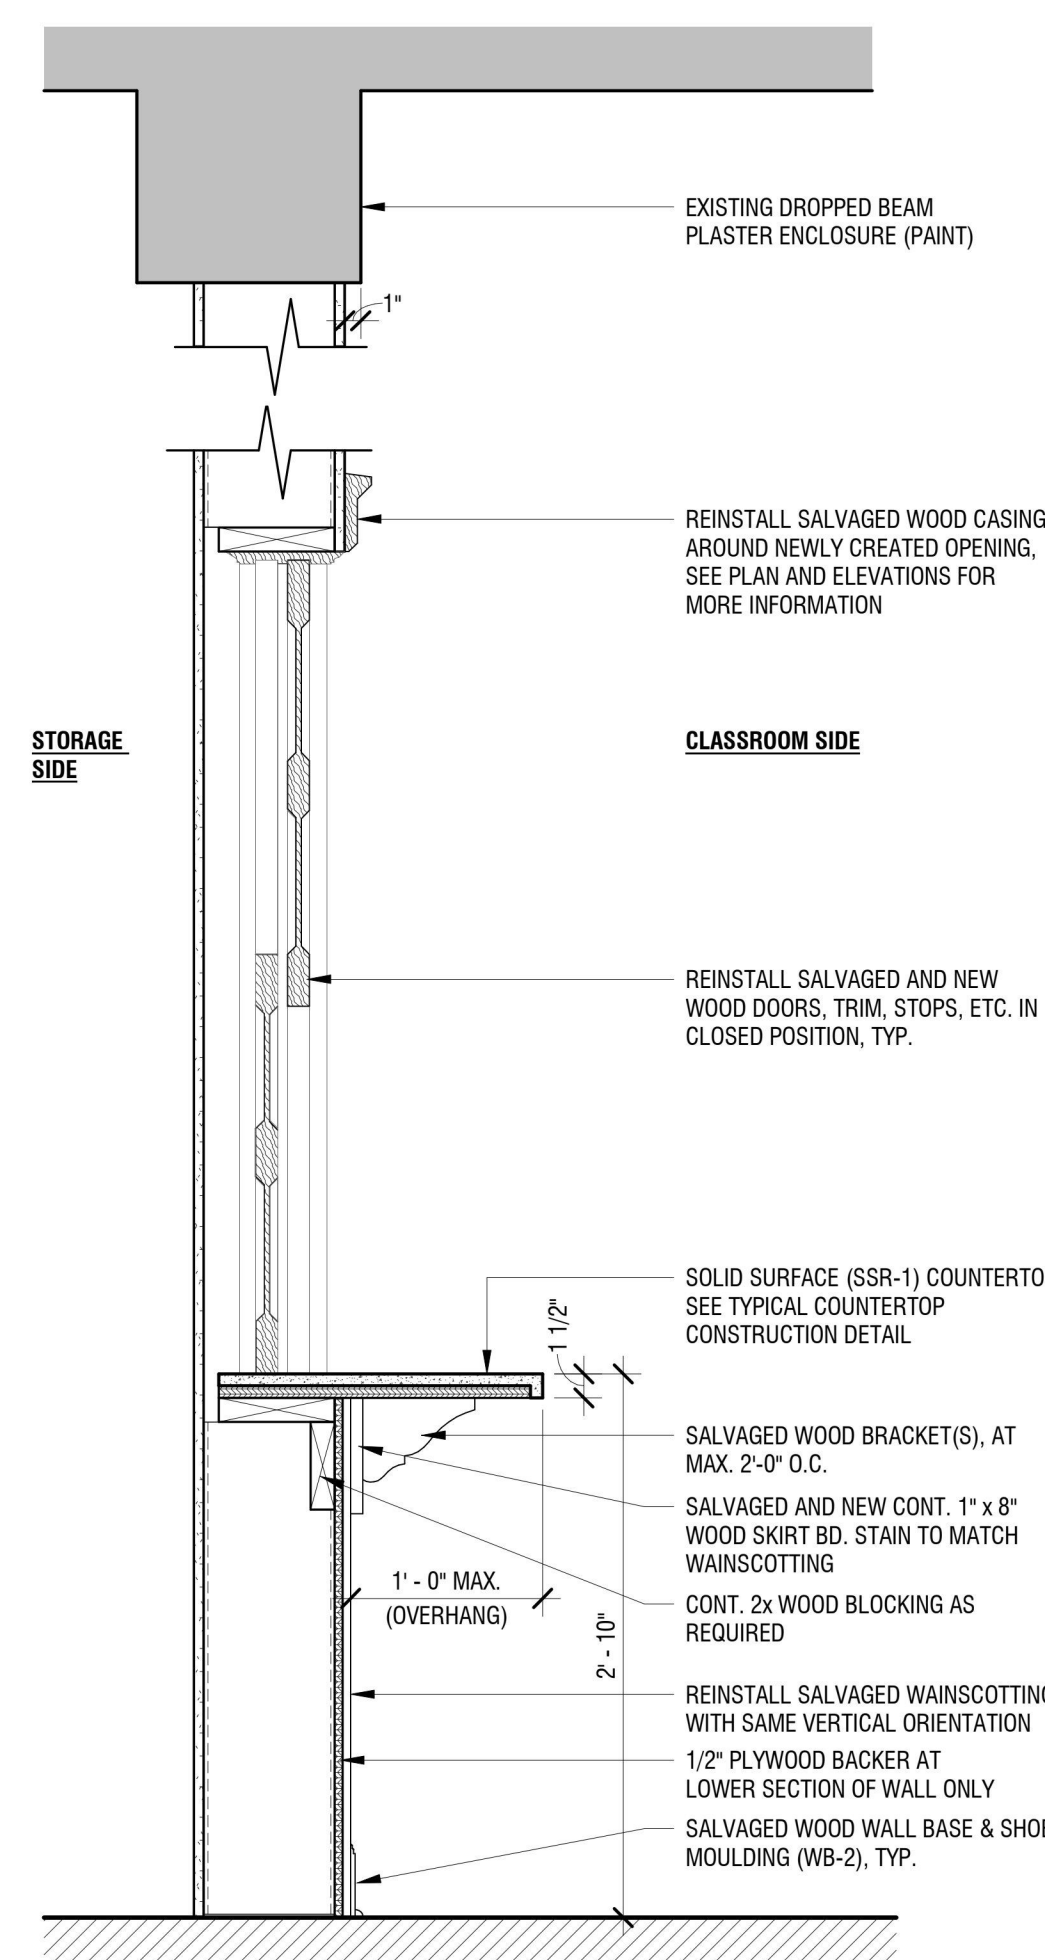 EXISTING DROPPED BEAM
PLASTER ENCLOSURE (PAINT)
1"
REINSTALL SALVAGED WOOD CASING
AROUND NEWLY CREATED OPENING,
SEE PLAN AND ELEVATIONS FOR
MORE INFORMATION
STORAGE
SIDE
CLASSROOM SIDE
REINSTALL SALVAGED AND NEW
WOOD DOORS, TRIM, STOPS, ETC. IN
CLOSED POSITION, TYP.
SOLID SURFACE (SSR-1) COUNTERTO
SEE TYPICAL COUNTERTOP
CONSTRUCTION DETAIL
1 1/2"
SALVAGED WOOD BRACKET(S), AT
MAX. 2'-0" O.C.
SALVAGED AND NEW CONT. 1" x 8"
WOOD SKIRT BD. STAIN TO MATCH
WAINSCOTTING
1' - 0" MAX.
(OVERHANG)
CONT. 2x WOOD BLOCKING AS
REQUIRED
2' - 10"
REINSTALL SALVAGED WAINSCOTTING
WITH SAME VERTICAL ORIENTATION
1/2" PLYWOOD BACKER AT
LOWER SECTION OF WALL ONLY
SALVAGED WOOD WALL BASE & SHOE
MOULDING (WB-2), TYP.